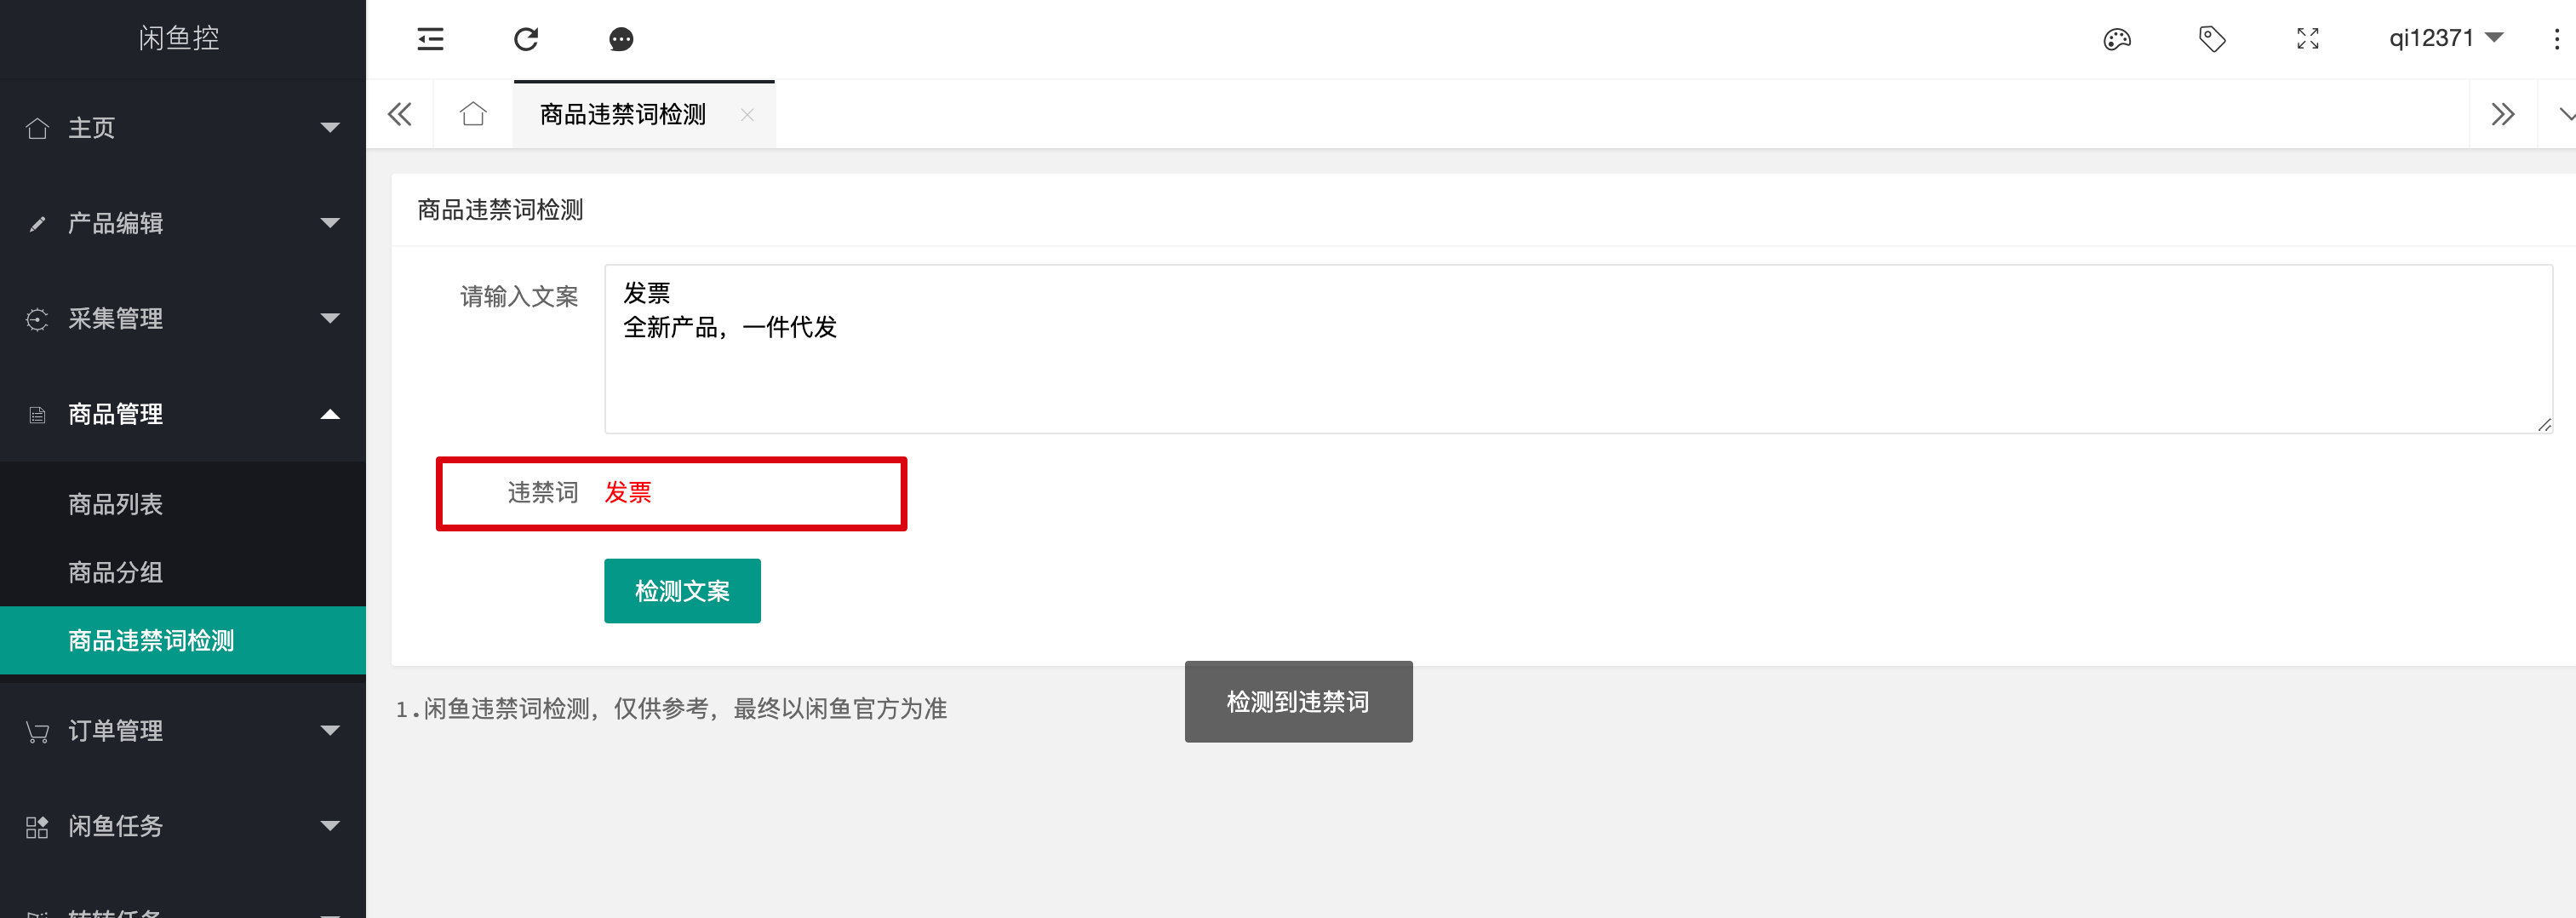 闲鱼控
qi12371
主页
商品违禁词检测
产品编辑
采集管理
商品管理
商品列表
商品分组
商品违禁词检测
订单管理
闲鱼任务
转转任务
商品违禁词检测
请输入文案
发票
全新产品，一件代发
违禁词 发票
检测文案
检测到违禁词
1.闲鱼违禁词检测，仅供参考，最终以闲鱼官方为准